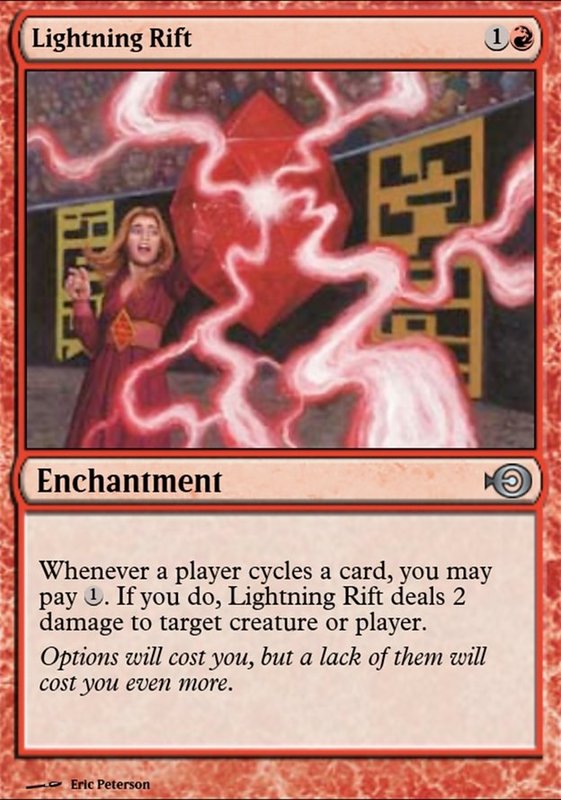 Lightning Rift 1
Enchantment
Whenever a player cycles a card, you may
pay 1. If you do, Lightning Rift deals 2
damage to target creature or player.
Options will cost you, but a lack of them will
cost you even more.
Eric Peterson